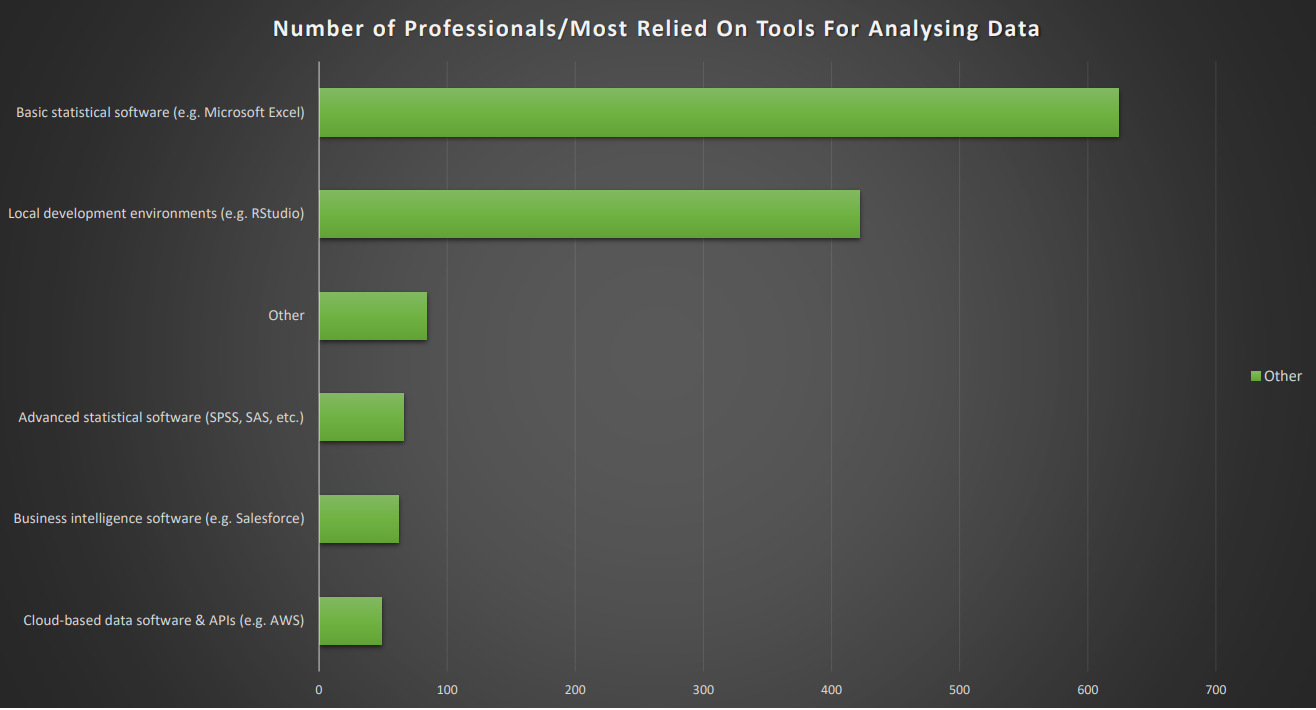 Number of Professionals/Most Relied On Tools For Analysing Data
Basic statistical software (e.g. Microsoft Excel)
Local development environments (e.g. RStudio)
Other
Advanced statistical software (SPSS, SAS, etc.)
Business intelligence software (e.g. Salesforce)
Cloud-based data software & APIs (e.g. AWS)
0 100 200 300 400 500 600 700
Other